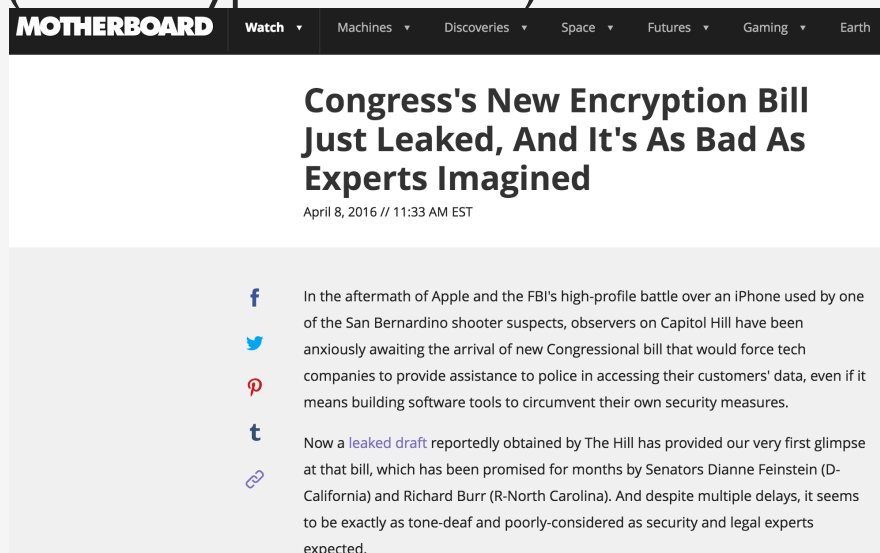 MOTHERBOARD
Watch
Machines
Discoveries
Space
Futures
Gaming
Earth
Congress's New Encryption Bill
Just Leaked, And It's As Bad As
Experts Imagined
April 8, 2016 // 11:33 AM EST
In the aftermath of Apple and the FBI's high-profile battle over an iPhone used by one
of the San Bernardino shooter suspects, observers on Capitol Hill have been
anxiously awaiting the arrival of new Congressional bill that would force tech
companies to provide assistance to police in accessing their customers' data, even if it
means building software tools to circumvent their own security measures.
Now a leaked draft reportedly obtained by The Hill has provided our very first glimpse
at that bill, which has been promised for months by Senators Dianne Feinstein (D-
California) and Richard Burr (R-North Carolina). And despite multiple delays, it seems
to be exactly as tone-deaf and poorly-considered as security and legal experts
expected.